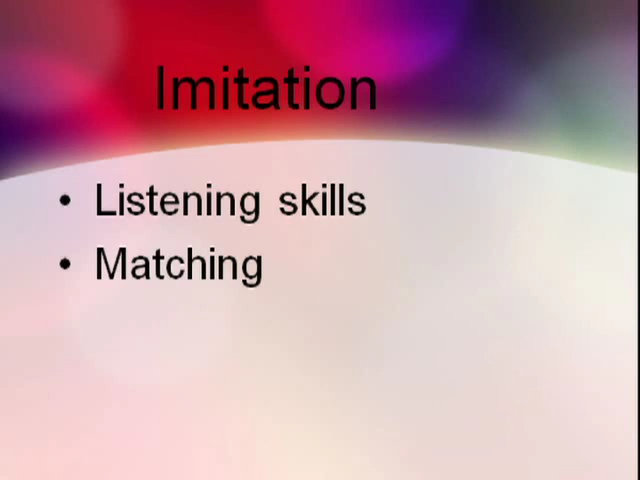 Imitation
• Listening skills
• Matching